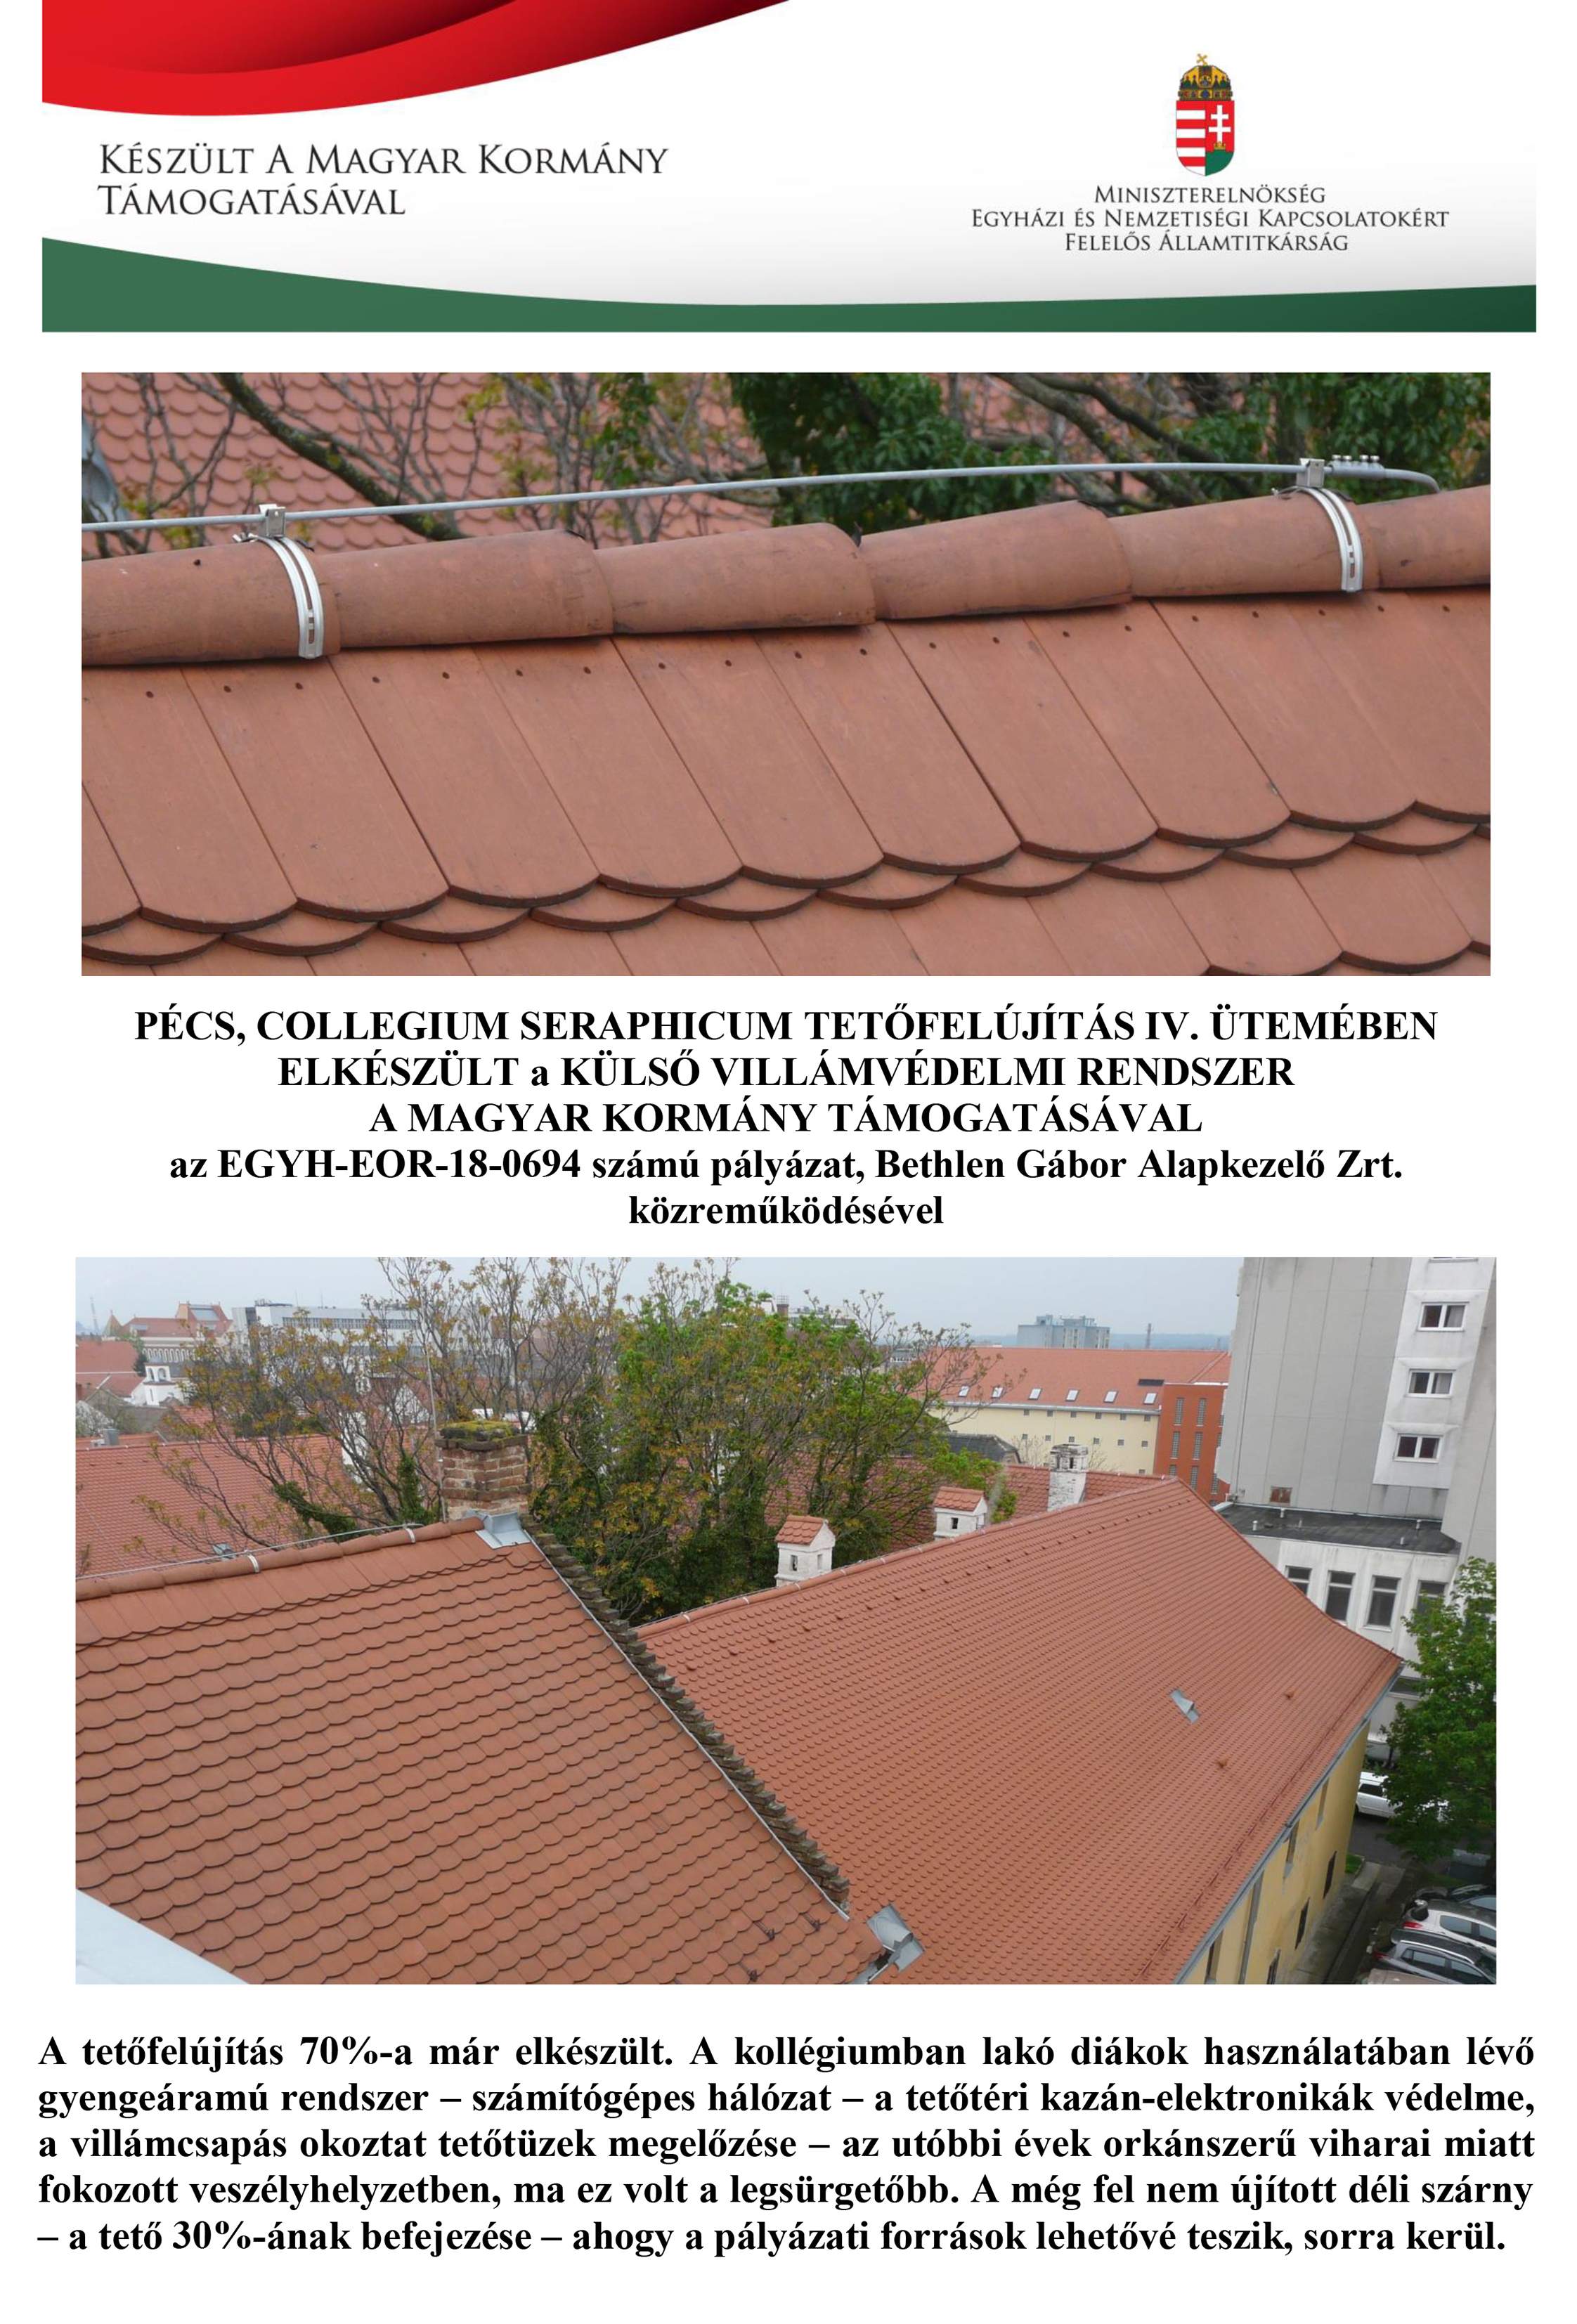 KÉSZÜLT A MAGYAR KORMÁNY
TÁMOGATÁSÁVAL
MINISZTERELNÖKSÉG
EGYHÁZI ÉS NEMZETISÉGI KAPCSOLATOKÉRT
FELELŐS ÁLLAMTITKÁRSÁG
PÉCS, COLLEGIUM SERAPHICUM TETŐFELÚJÍTÁS IV. ÜTEMÉBEN
ELKÉSZÜLT a KÜLSŐ VILLÁMVÉDELMI RENDSZER
A MAGYAR KORMÁNY TÁMOGATÁSÁVAL
az EGYH-EOR-18-0694 számú pályázat, Bethlen Gábor Alapkezelő Zrt.
közreműködésével
A tetőfelújítás 70%-a már elkészült. A kollégiumban lakó diákok használatában lévő
gyengeáramú rendszer – számítógépes hálózat – a tetőtéri kazán-elektronikák védelme,
a villámcsapás okoztat tetőtüzek megelőzése – az utóbbi évek orkánszerű viharai miatt
fokozott veszélyhelyzetben, ma ez volt a legsürgetőbb. A még fel nem újított déli szárny
– a tető 30%-ának befejezése – ahogy a pályázati források lehetővé teszik, sorra kerül.